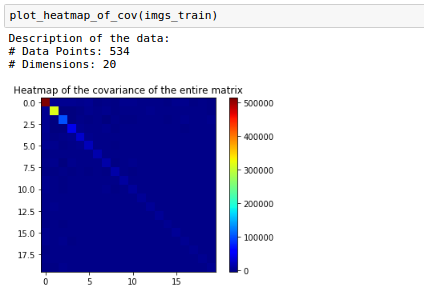 plot_heatmap_of_cov(imgs_train)
Description of the data:
# Data Points: 534
# Dimensions: 20
Heatmap of the covariance of the entire matrix
0.0
2.5
5.0
7.5
10.0
12.5
15.0
17.5
0 5 10 15
500000
400000
300000
200000
100000
0